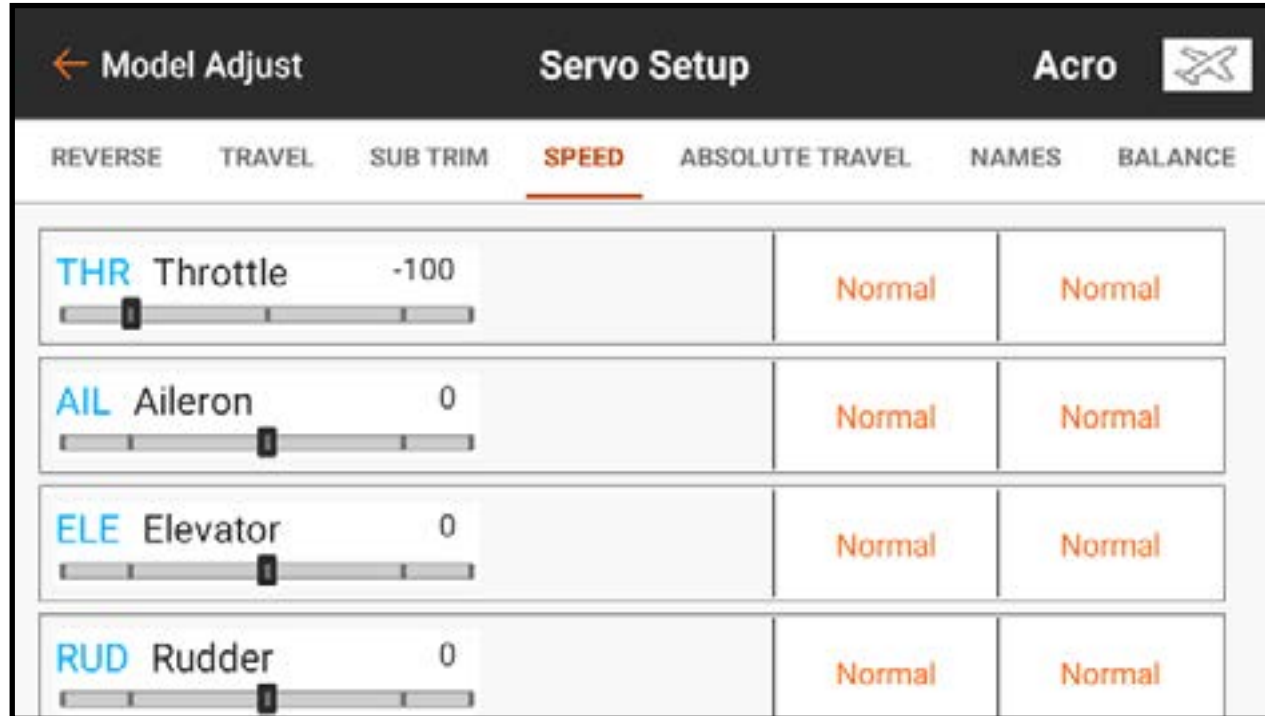 Model Adjust Servo Setup Acro
REVERSE TRAVEL SUB TRIM SPEED ABSOLUTE TRAVEL NAMES BALANCE
THR Throttle -100 Normal Normal
AIL Aileron 0 Normal Normal
ELE Elevator 0 Normal Normal
RUD Rudder 0 Normal Normal